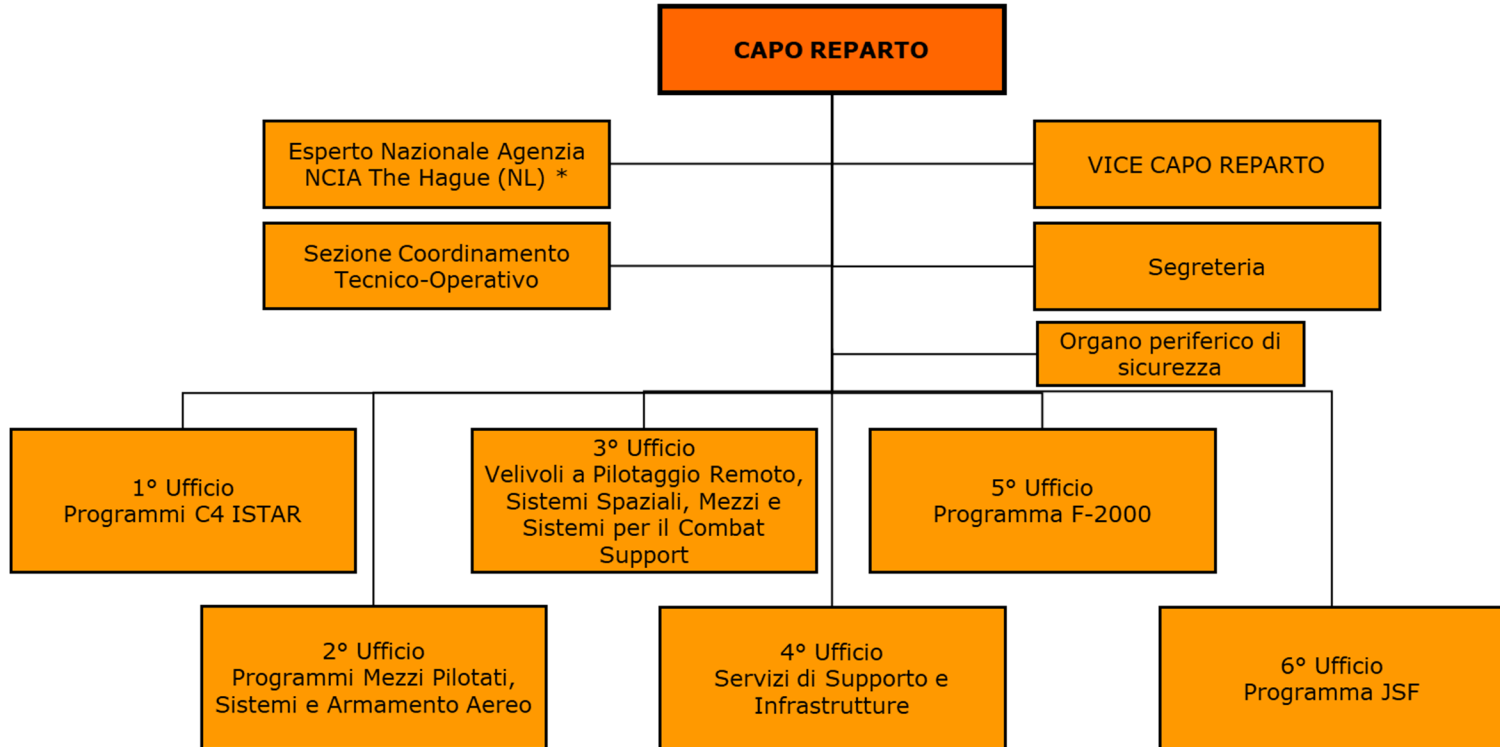 CAPO REPARTO
Esperto Nazionale Agenzia
NCIA The Hague (NL) *
VICE CAPO REPARTO
Sezione Coordinamento
Tecnico-Operativo
Segreteria
Organo periferico di
sicurezza
1° Ufficio
Programmi C4 ISTAR
3° Ufficio
Velivoli a Pilotaggio Remoto,
Sistemi Spaziali, Mezzi e
Sistemi per il Combat
Support
5° Ufficio
Programma F-2000
2° Ufficio
Programmi Mezzi Pilotati,
Sistemi e Armamento Aereo
4° Ufficio
Servizi di Supporto e
Infrastrutture
6° Ufficio
Programma JSF